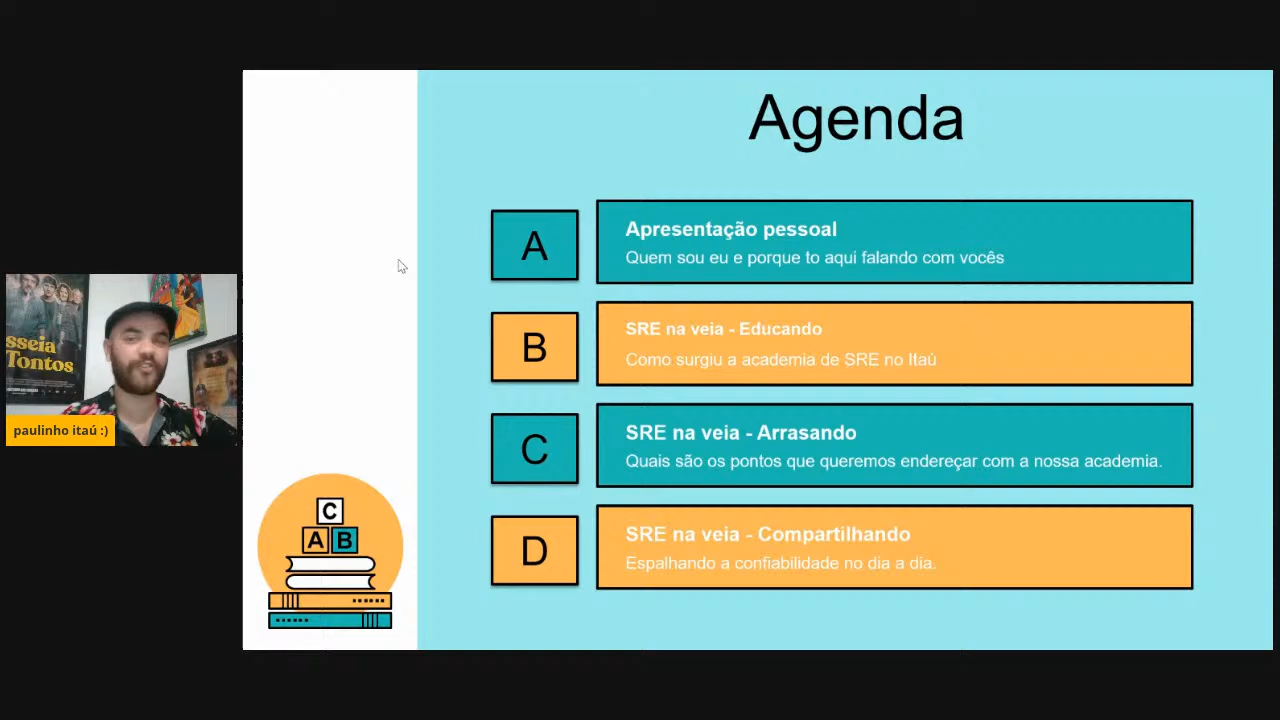 Agenda
A
Apresentação pessoal
Quem sou eu e porque to aqui falando com vocês
B
SRE na veia - Educando
Como surgiu a academia de SRE no Itaú
C
SRE na veia - Arrasando
Quais são os pontos que queremos endereçar com a nossa academia.
D
SRE na veia - Compartilhando
Espalhando a confiabilidade no dia a dia.
sseia
Tontos
paulinho itaú :)
C
A B